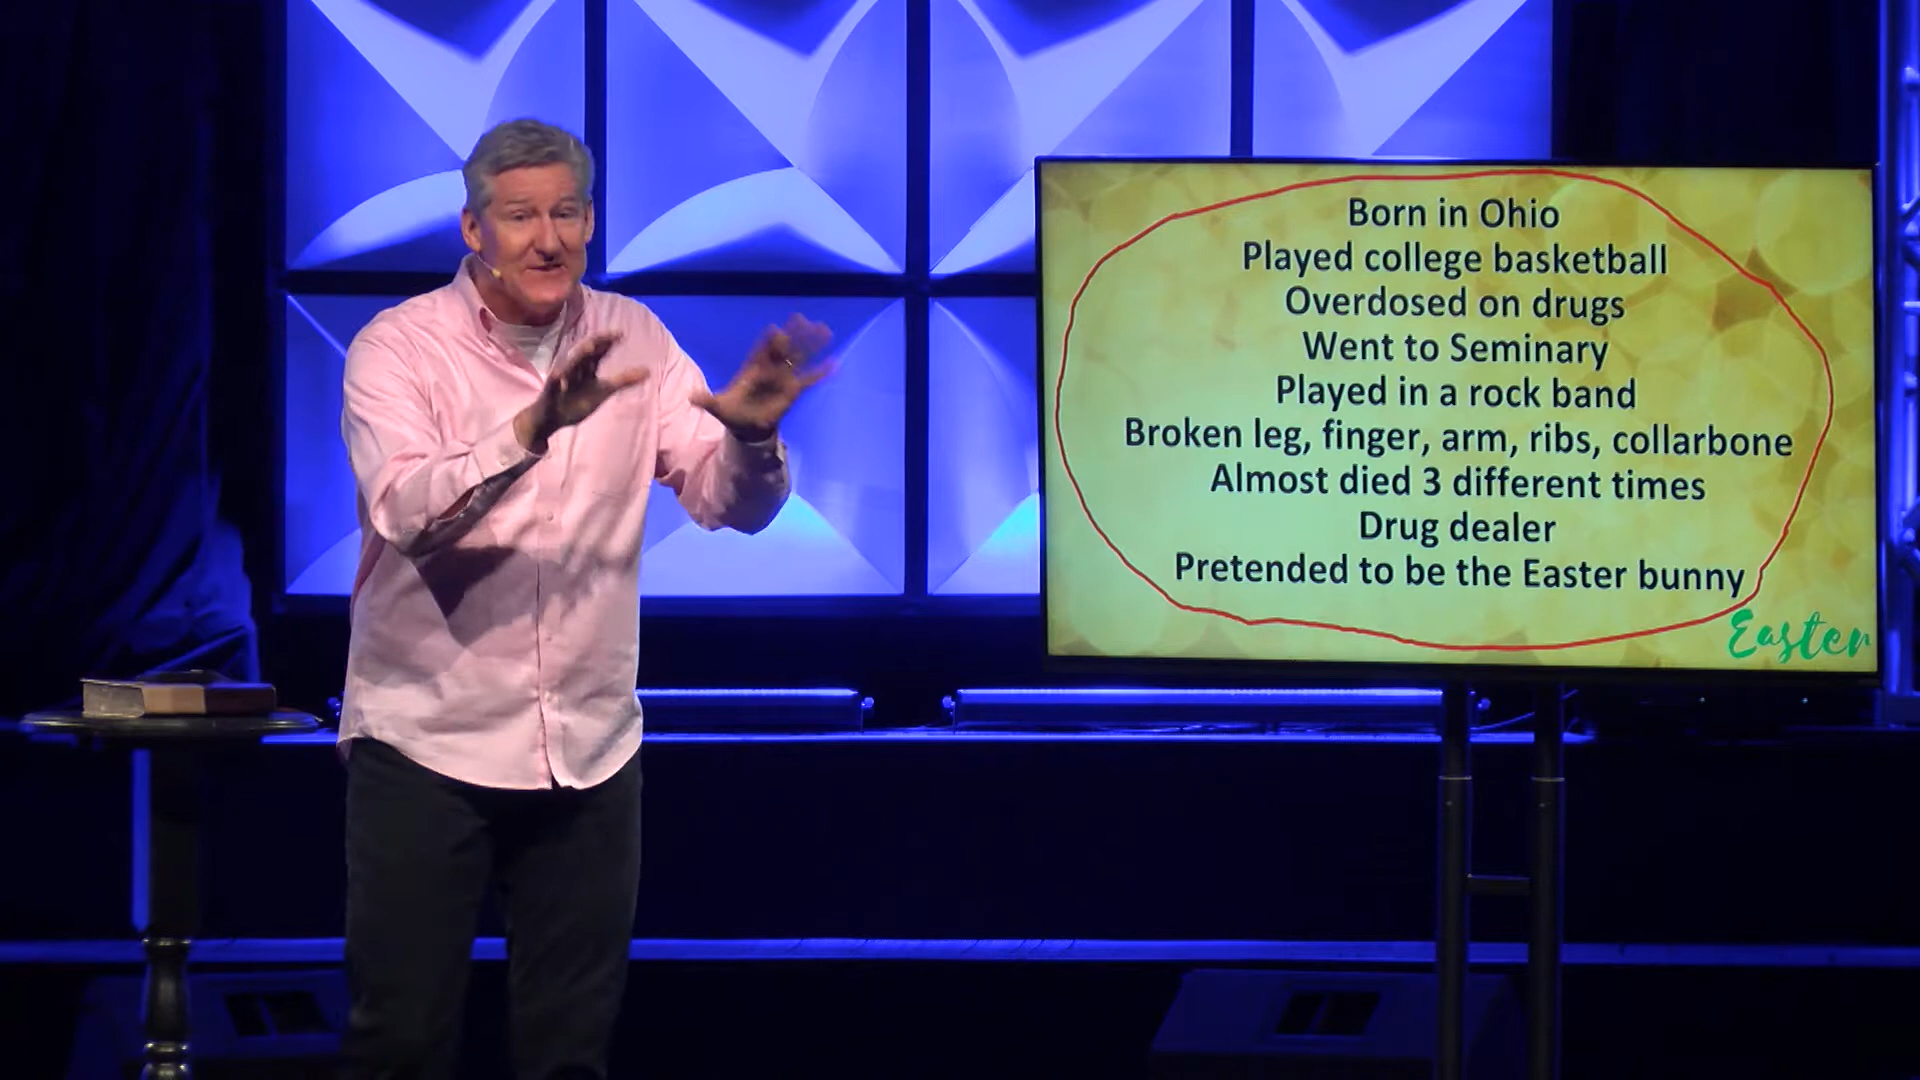 Born in Ohio
Played college basketball
Overdosed on drugs
Went to Seminary
Played in a rock band
Broken leg, finger, arm, ribs, collarbone
Almost died 3 different times
Drug dealer
Pretended to be the Easter bunny
Easter